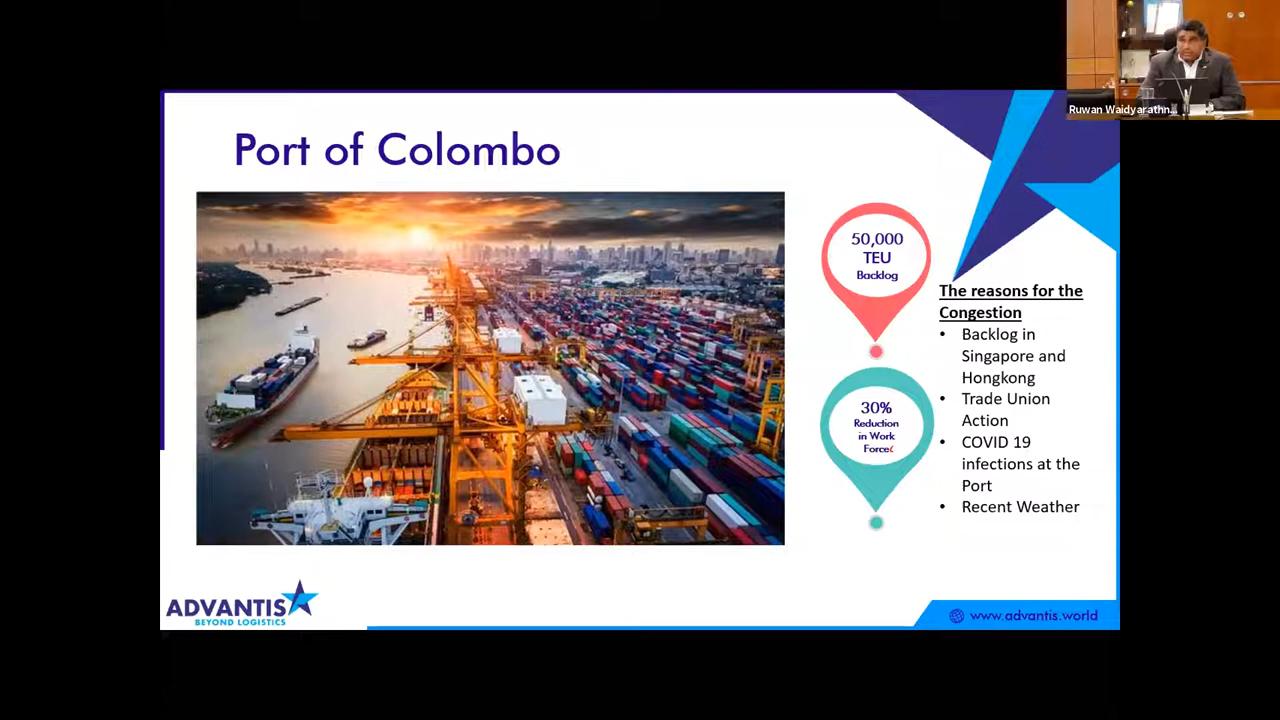 Ruwan Waidyarathn...
Port of Colombo
50,000
TEU
Backlog
30%
Reduction
in Work
Force(
The reasons for the
Congestion
• Backlog in
Singapore and
Hongkong
• Trade Union
Action
• COVID 19
infections at the
Port
• Recent Weather
ADVANTIS
BEYOND LOGISTICS
www.advantis.world